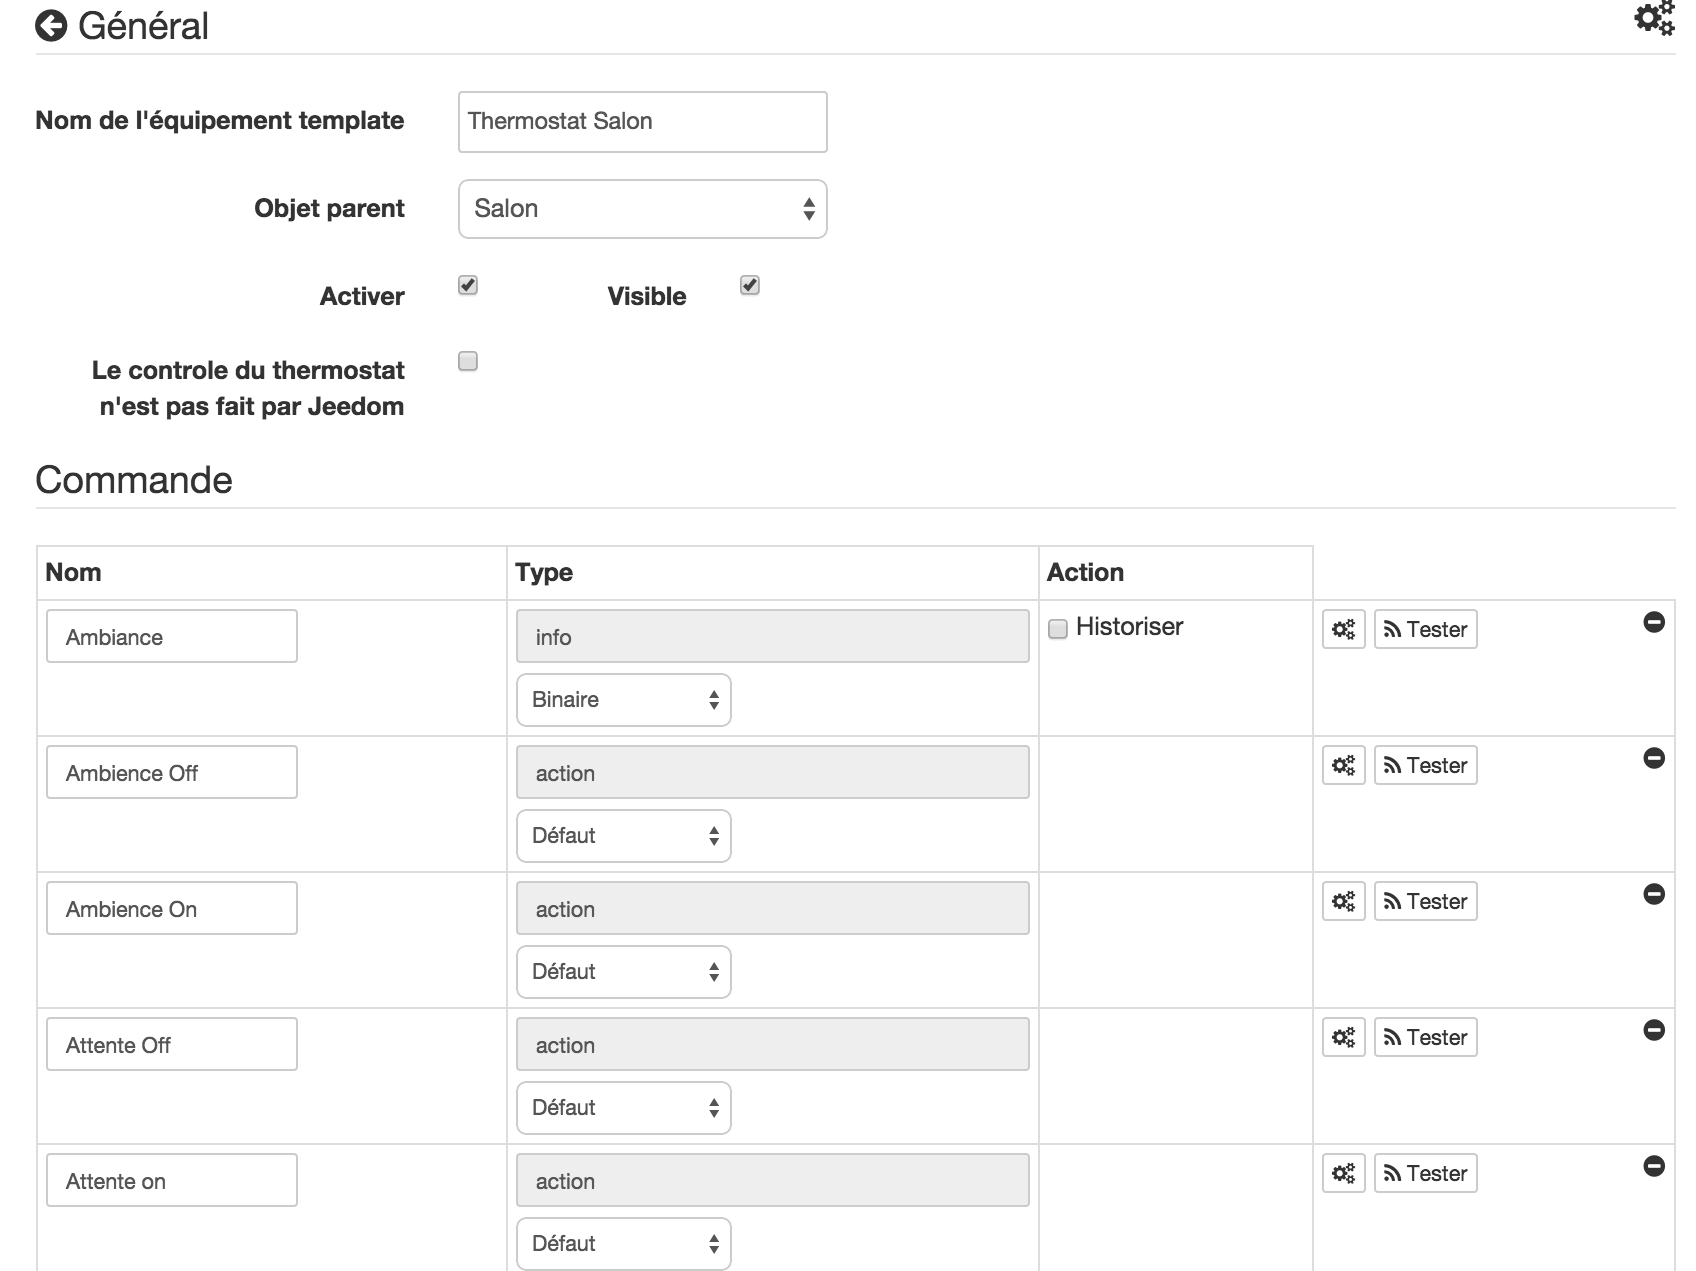 Général
Nom de l'équipement template
Thermostat Salon
Objet parent
Salon
Activer
Visible
Le controle du thermostat
n'est pas fait par Jeedom
Commande
Nom Type Action
Ambiance info Historiser Tester
Binaire
Ambience Off action Tester
Défaut
Ambience On action Tester
Défaut
Attente Off action Tester
Défaut
Attente on action Tester
Défaut